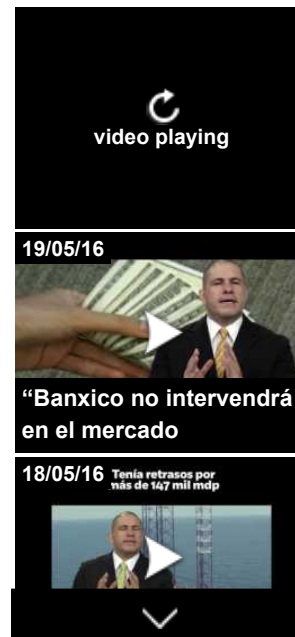 video playing
19/05/16
“Banxico no intervendrá
en el mercado
18/05/16
Tenía retrasos por
más de 147 mil mdp